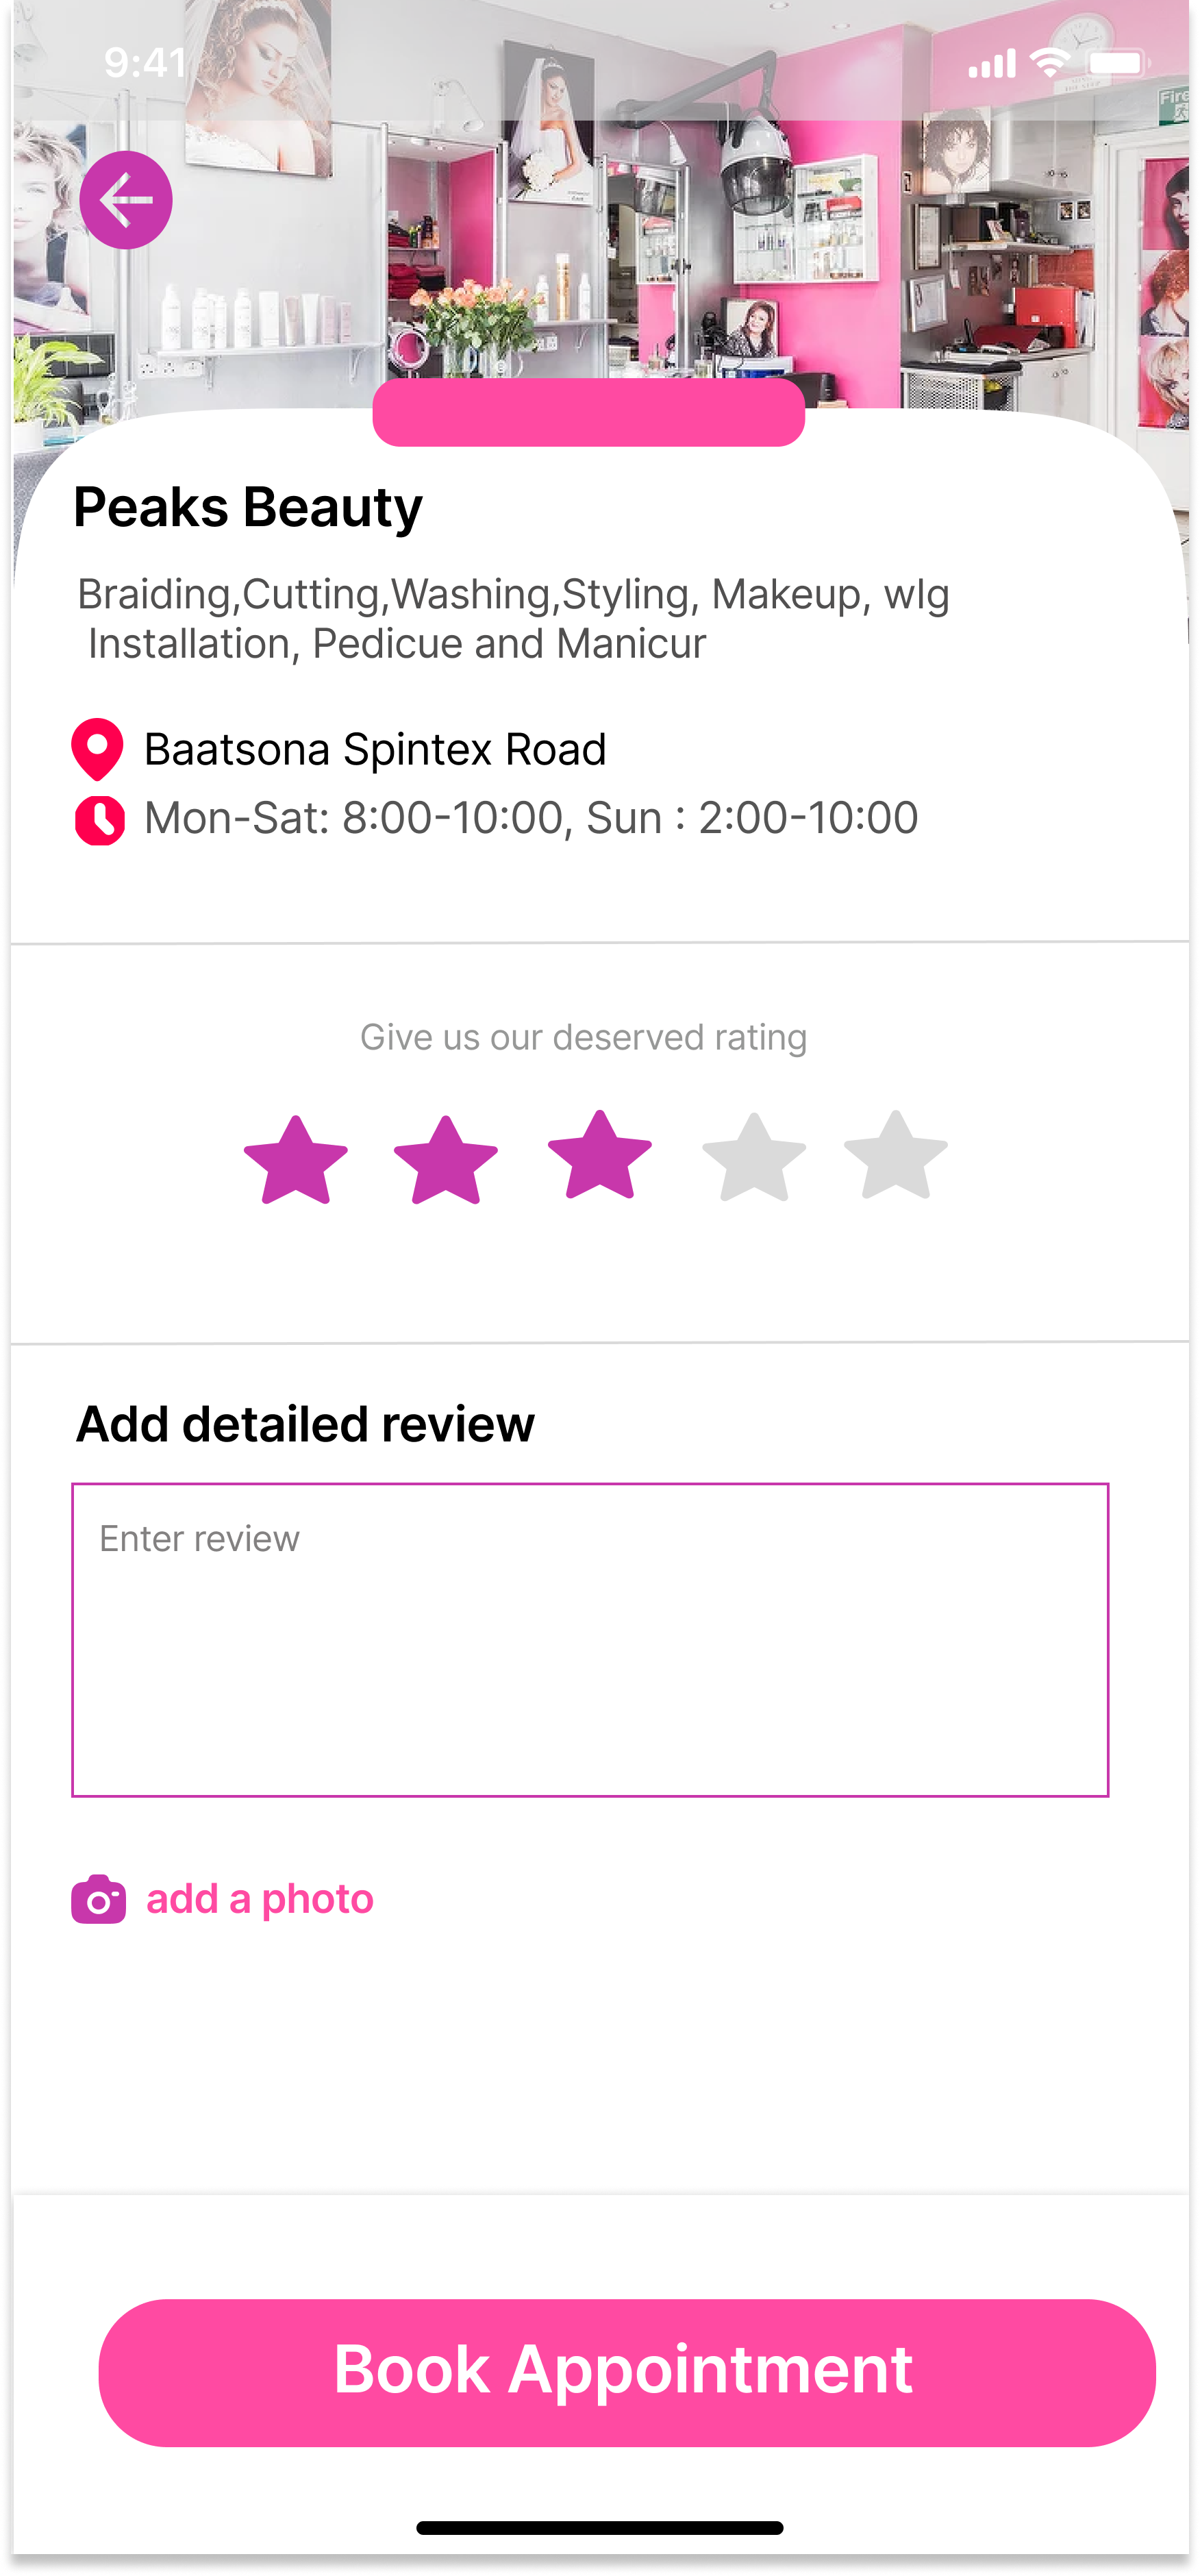 9:41
Fire
Peaks Beauty
Braiding,Cutting,Washing,Styling, Makeup, wIg
Installation, Pedicue and Manicur
Baatsona Spintex Road
Mon-Sat: 8:00-10:00, Sun : 2:00-10:00
Give us our deserved rating
Add detailed review
Enter review
add a photo
Book Appointment